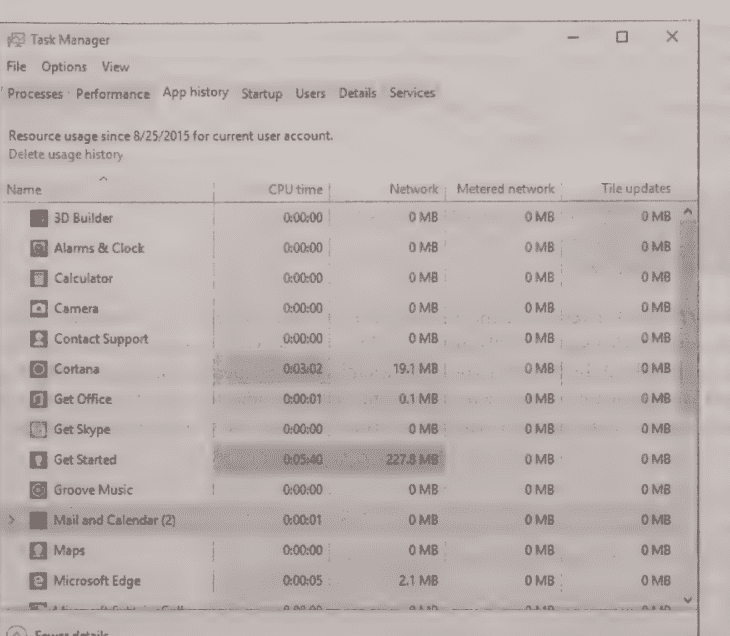 Task Manager
File Options View
Processes Performance App history Startup Users Details Services
Resource usage since 8/25/2015 for current user account.
Delete usage history
Name CPU time Network Metered network Tile updates
3D Builder 0:00:00 0 MB 0 MB 0 MB
Alarms & Clock 0:00:00 0 MB 0 MB 0 MB
Calculator 0:00:00 0 MB 0 MB 0 MB
Camera 0:00:00 0 MB 0 MB 0 MB
Contact Support 0:00:00 0 MB 0 MB 0 MB
Cortana 0:03:02 19.1 MB 0 MB 0 MB
Get Office 0:00:01 0.1 MB 0 MB 0 MB
Get Skype 0:00:00 0 MB 0 MB 0 MB
Get Started 0:05:40 227.8 MB 0 MB 0 MB
Groove Music 0:00:00 0 MB 0 MB 0 MB
Mail and Calendar (2) 0:00:01 0 MB 0 MB 0 MB
Maps 0:00:00 0 MB 0 MB 0 MB
Microsoft Edge 0:00:05 2.1 MB 0 MB 0 MB
Fewer details